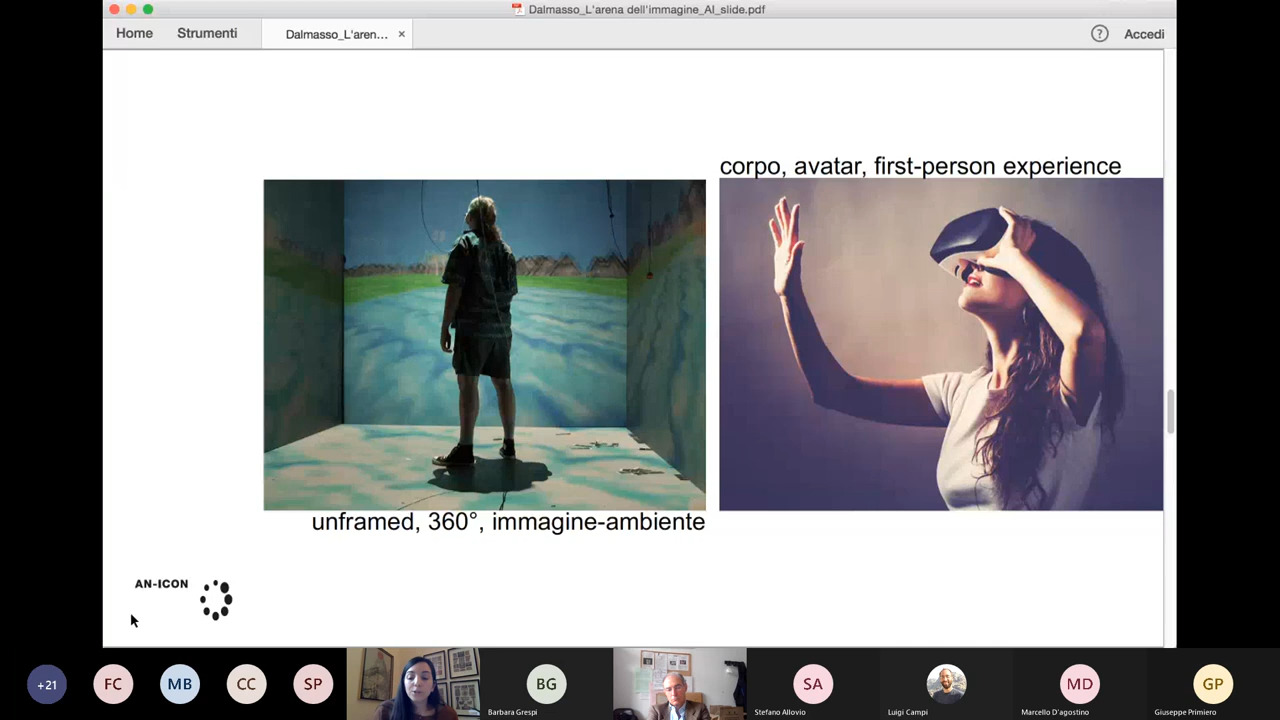 Dalmasso_L'arena dell'immagine_AI_slide.pdf
Home
Strumenti
Dalmasso_L'aren... ×
?
Accedi
corpo, avatar, first-person experience
unframed, 360°, immagine-ambiente
AN-ICON
+21
FC
MB
CC
SP
BG
Barbara Grespi
SA
Stefano Allovio
Luigi Campi
MD
Marcello D'agostino
GP
Giuseppe Primiero